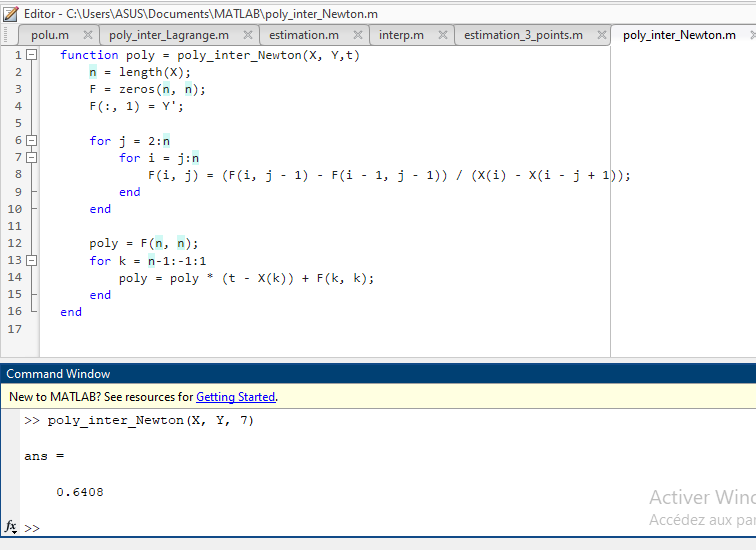 Editor - C:\Users\ASUS\Documents\MATLAB\poly_inter_Newton.m
polu.m poly_inter_Lagrange.m estimation.m interp.m estimation_3_points.m poly_inter_Newton.m
1 function poly = poly_inter_Newton(X, Y,t)
2 n = length(X);
3 F = zeros(n, n);
4 F(:, 1) = Y';
5
6 for j = 2:n
7 for i = j:n
8 F(i, j) = (F(i, j - 1) - F(i - 1, j - 1)) / (X(i) - X(i - j + 1));
9 end
10 end
11
12 poly = F(n, n);
13 for k = n-1:-1:1
14 poly = poly * (t - X(k)) + F(k, k);
15 end
16 end
17
Command Window
New to MATLAB? See resources for Getting Started.
>> poly_inter_Newton(X, Y, 7)
ans =
0.6408
Activer Wind
Accédez aux par
fx >>